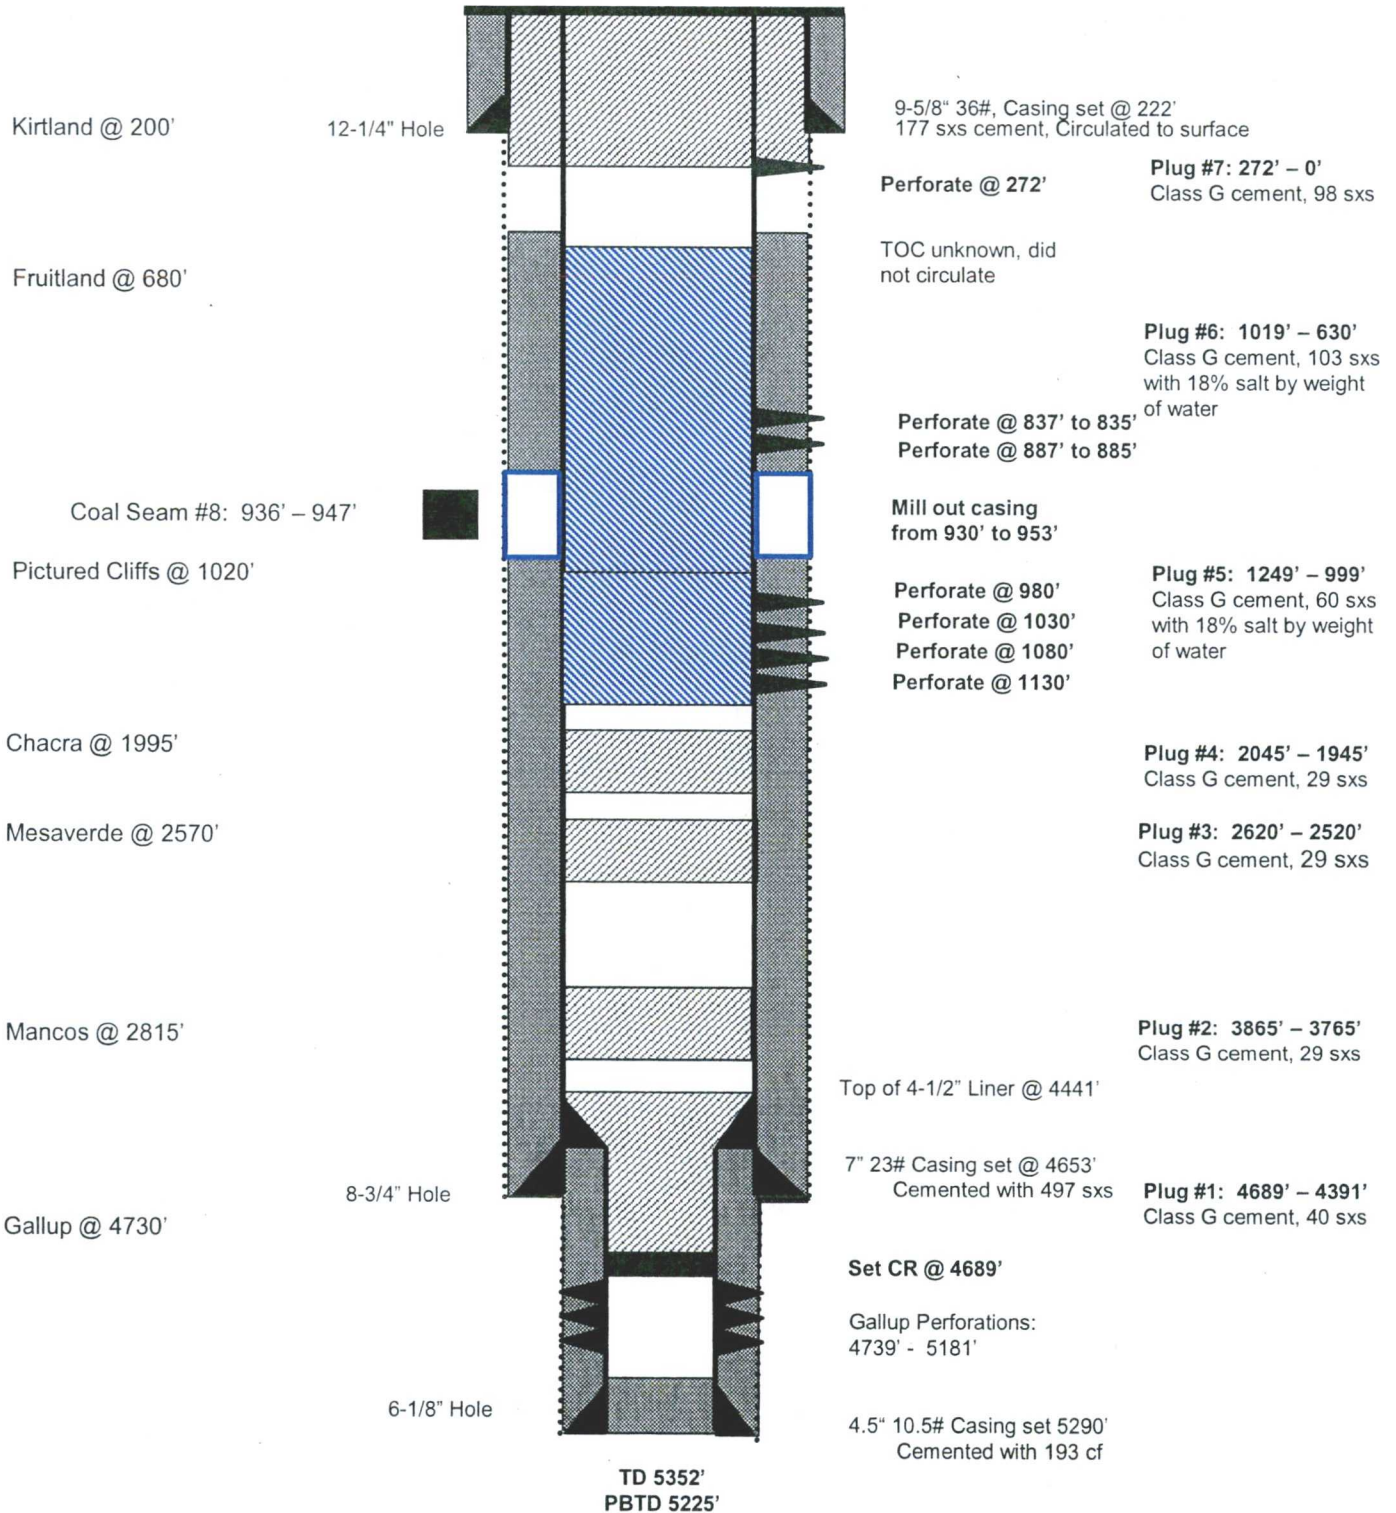 Kirtland @ 200’
12-1/4" Hole
9-5/8“ 36#, Casing set @ 222’
177 sxs cement, Circulated to surface
Perforate @ 272’
Plug #7: 272’ – 0’
Class G cement, 98 sxs
Fruitland @ 680’
TOC unknown, did
not circulate
Plug #6:  1019’ – 630’
Class G cement, 103 sxs
with 18% salt by weight
of water
Perforate @ 837’ to 835’
Perforate @ 887’ to 885’
Coal Seam #8:  936’ – 947’
Mill out casing
from 930’ to 953’
Pictured Cliffs @ 1020’
Perforate @ 980’
Perforate @ 1030’
Perforate @ 1080’
Perforate @ 1130’
Plug #5:  1249’ – 999’
Class G cement, 60 sxs
with 18% salt by weight
of water
Chacra @ 1995’
Plug #4:  2045’ – 1945’
Class G cement, 29 sxs
Mesaverde @ 2570’
Plug #3:  2620’ – 2520’
Class G cement, 29 sxs
Mancos @ 2815’
Plug #2:  3865’ – 3765’
Class G cement, 29 sxs
Top of 4-1/2” Liner @ 4441’
7” 23# Casing set @ 4653’
Cemented with 497 sxs
8-3/4” Hole
Plug #1:  4689’ – 4391’
Class G cement, 40 sxs
Gallup @ 4730’
Set CR @ 4689’
Gallup Perforations:
4739’ -  5181’
6-1/8” Hole
4.5“ 10.5# Casing set 5290’
Cemented with 193 cf
TD 5352’
PBTD 5225’